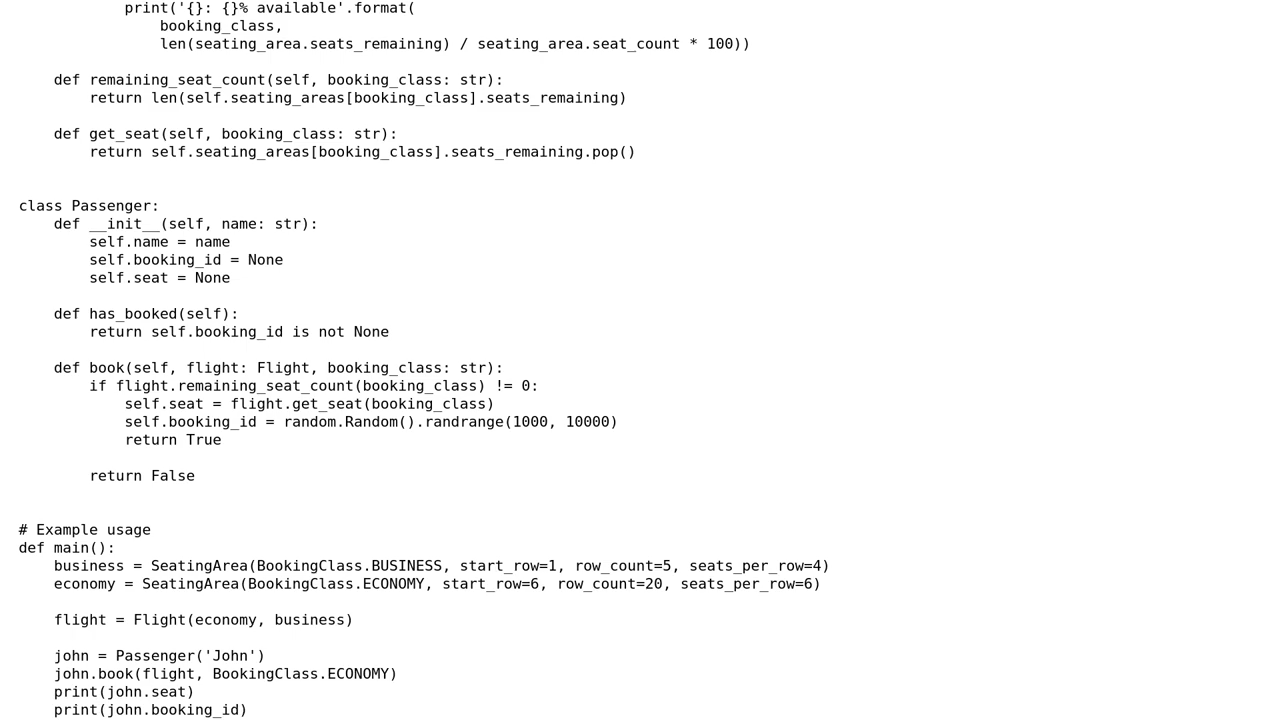 print('{}: {}% available'.format(
                booking_class,
                len(seating_area.seats_remaining) / seating_area.seat_count * 100))

    def remaining_seat_count(self, booking_class: str):
        return len(self.seating_areas[booking_class].seats_remaining)

    def get_seat(self, booking_class: str):
        return self.seating_areas[booking_class].seats_remaining.pop()


class Passenger:
    def __init__(self, name: str):
        self.name = name
        self.booking_id = None
        self.seat = None

    def has_booked(self):
        return self.booking_id is not None

    def book(self, flight: Flight, booking_class: str):
        if flight.remaining_seat_count(booking_class) != 0:
            self.seat = flight.get_seat(booking_class)
            self.booking_id = random.Random().randrange(1000, 10000)
            return True

        return False


# Example usage
def main():
    business = SeatingArea(BookingClass.BUSINESS, start_row=1, row_count=5, seats_per_row=4)
    economy = SeatingArea(BookingClass.ECONOMY, start_row=6, row_count=20, seats_per_row=6)

    flight = Flight(economy, business)

    john = Passenger('John')
    john.book(flight, BookingClass.ECONOMY)
    print(john.seat)
    print(john.booking_id)